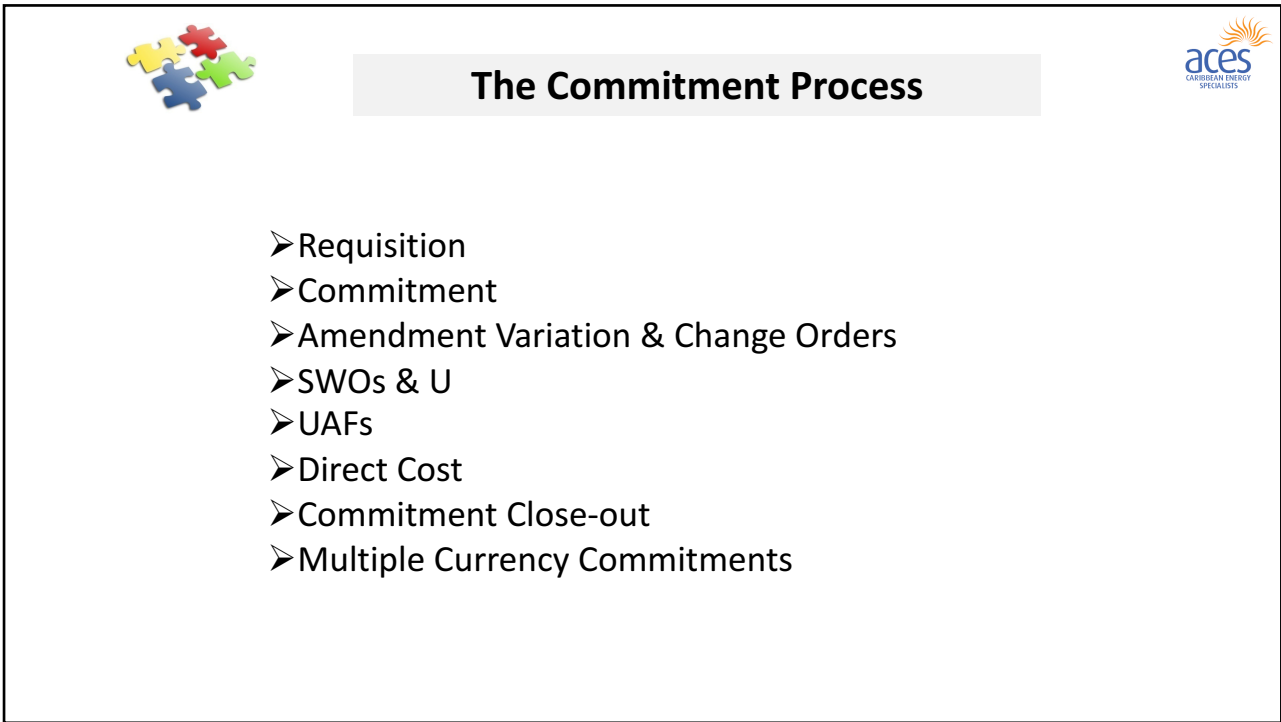 The Commitment Process
aces
CARIBBEAN ENERGY
SPECIALISTS
➢Requisition
➢Commitment
➢Amendment Variation & Change Orders
➢SWOs & U
➢UAFs
➢Direct Cost
➢Commitment Close-out
➢Multiple Currency Commitments